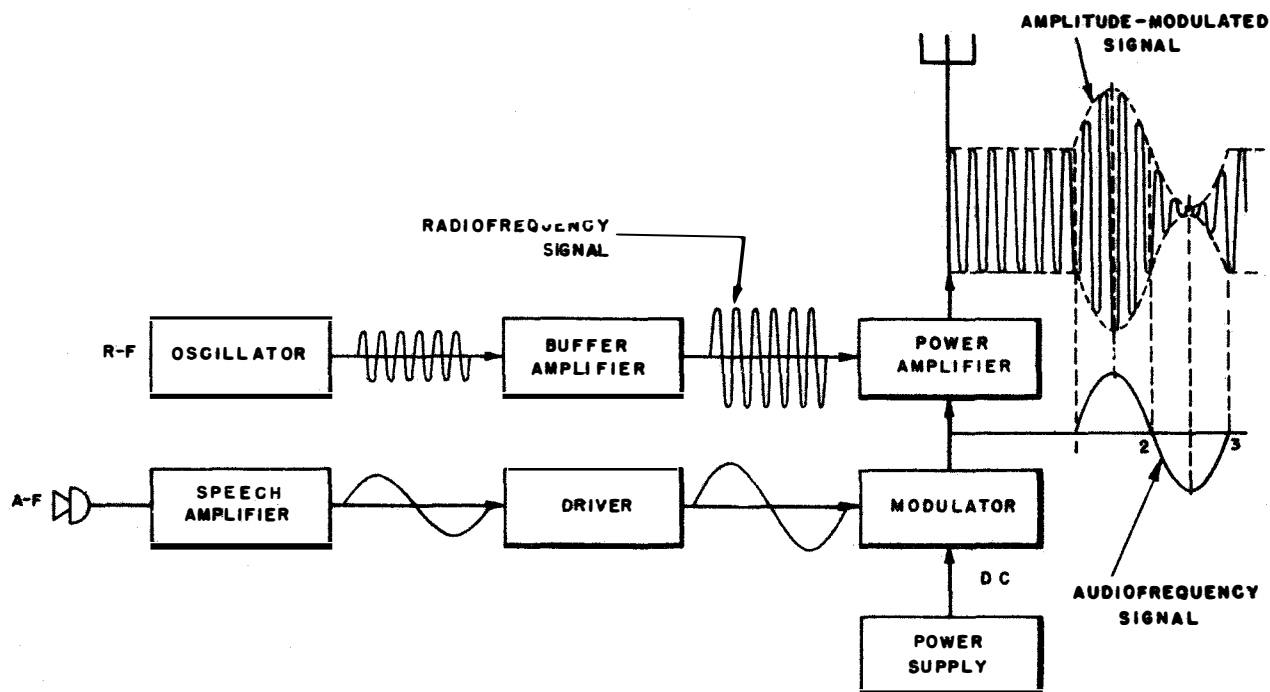 AMPLITUDE-MODULATED
SIGNAL
RADIOFREQUENCY
SIGNAL
R-F
OSCILLATOR
BUFFER
AMPLIFIER
POWER
AMPLIFIER
2
3
A-F
SPEECH
AMPLIFIER
DRIVER
MODULATOR
DC
AUDIOFREQUENCY
SIGNAL
POWER
SUPPLY